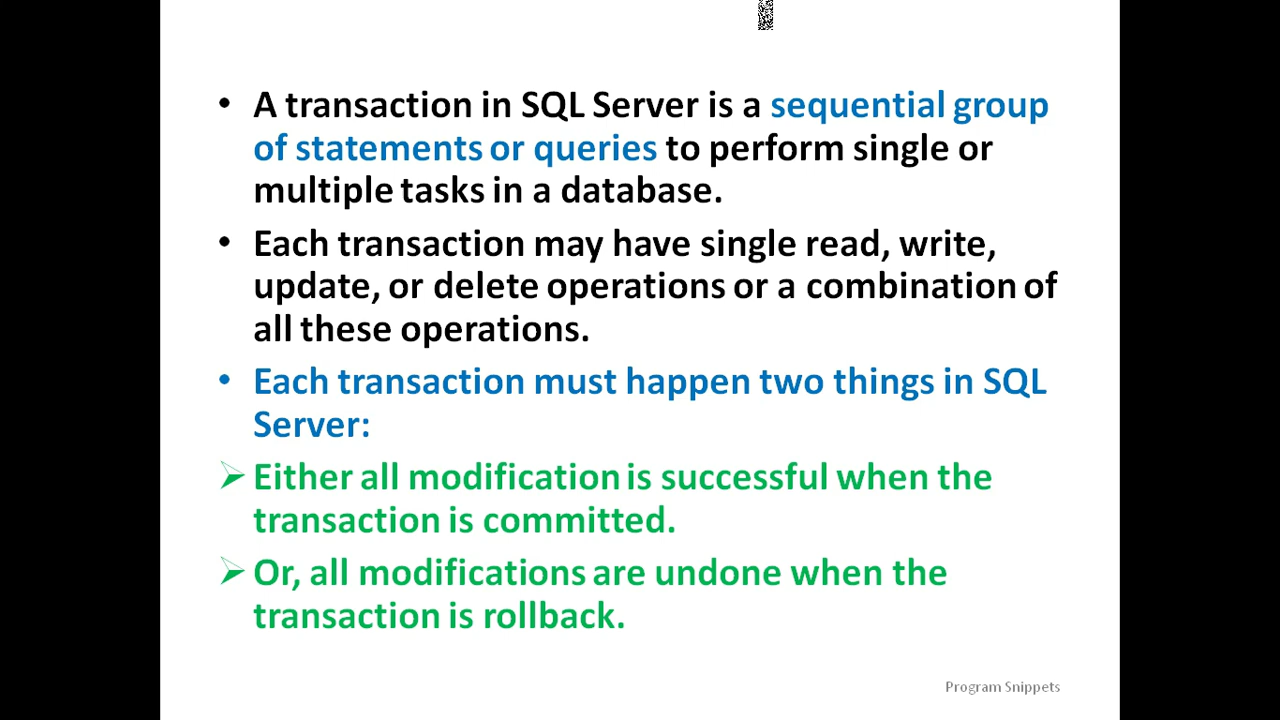 • A transaction in SQL Server is a sequential group
of statements or queries to perform single or
multiple tasks in a database.
• Each transaction may have single read, write,
update, or delete operations or a combination of
all these operations.
• Each transaction must happen two things in SQL
Server:
➢ Either all modification is successful when the
transaction is committed.
➢ Or, all modifications are undone when the
transaction is rollback.
Program Snippets